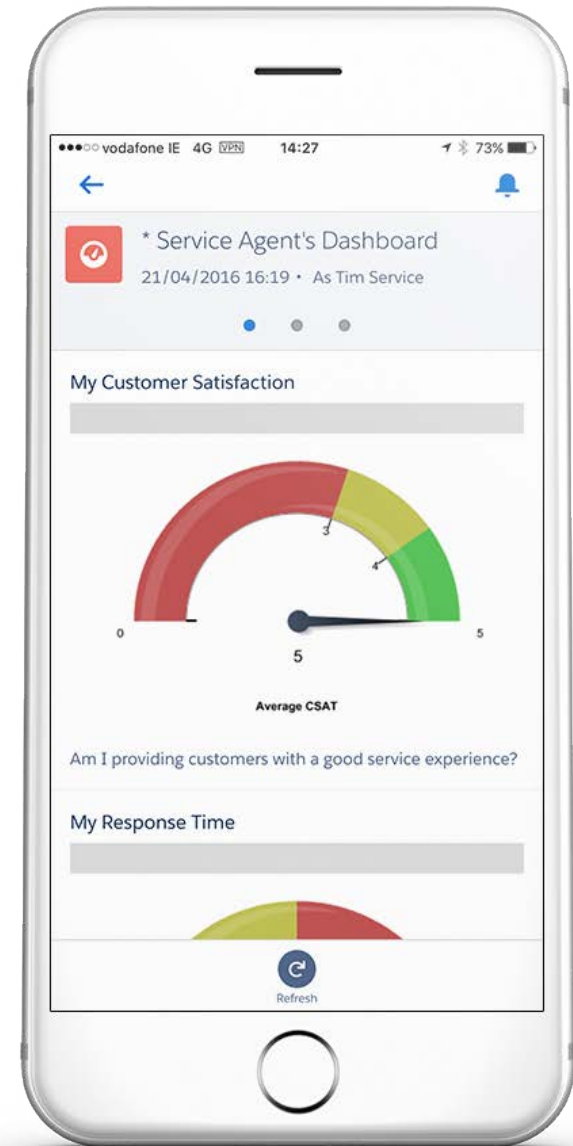 vodafone IE 4G VPN 14:27 73%
* Service Agent's Dashboard
21/04/2016 16:19 • As Tim Service
My Customer Satisfaction
3
4
0
5
5
Average CSAT
Am I providing customers with a good service experience?
My Response Time
Refresh